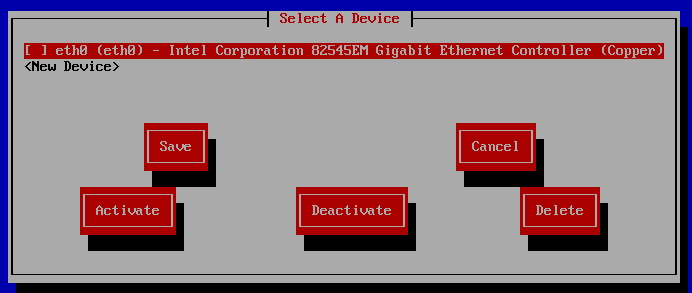 Select A Device
[ ] eth0 (eth0) - Intel Corporation 82545EM Gigabit Ethernet Controller (Copper)
<New Device>
Save
Cancel
Activate
Deactivate
Delete